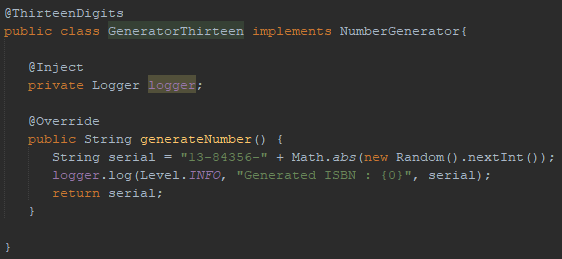 @ThirteenDigits
public class GeneratorThirteen implements NumberGenerator{
@Inject
private Logger logger;
@Override
public String generateNumber() {
String serial = "13-84356-" + Math.abs(new Random().nextInt());
logger.log(Level.INFO, "Generated ISBN : {0}", serial);
return serial;
}
}